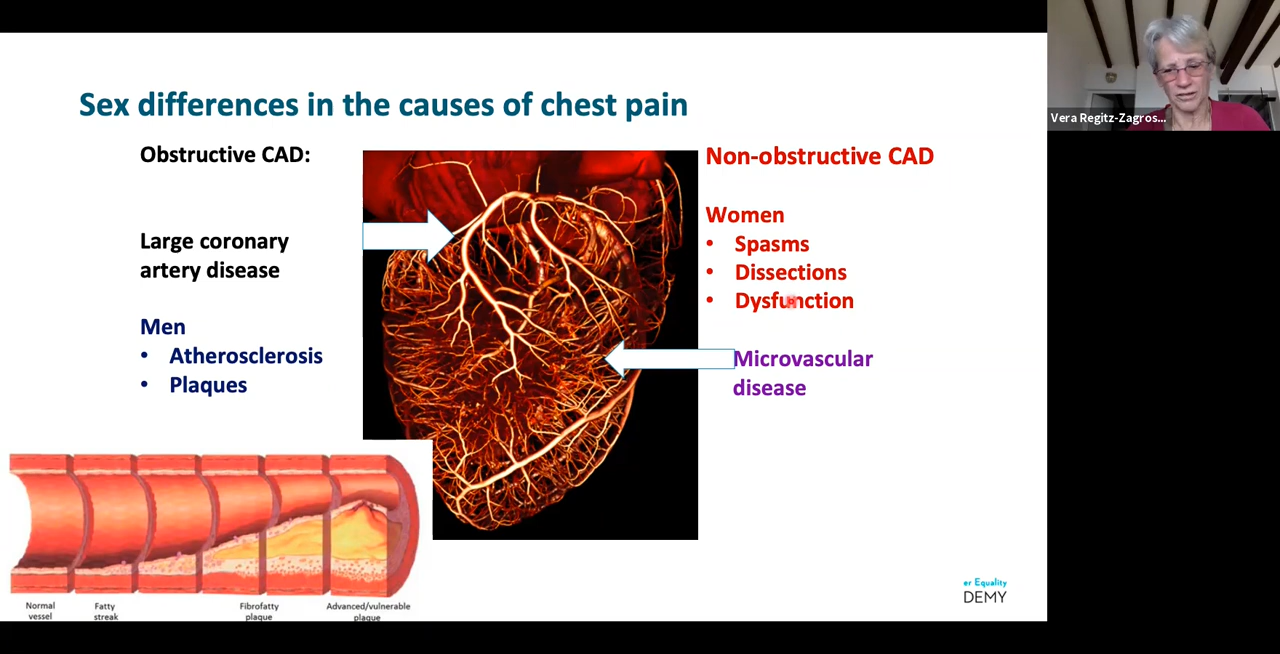 Sex differences in the causes of chest pain
Obstructive CAD:
Large coronary
artery disease
Men
• Atherosclerosis
• Plaques
Non-obstructive CAD
Women
• Spasms
• Dissections
• Dysfunction
Microvascular
disease
Normal
vessel
Fatty
streak
Fibrofatty
plaque
Advanced/vulnerable
plaque
er Equality
DEMY
Vera Regitz-Zagros...